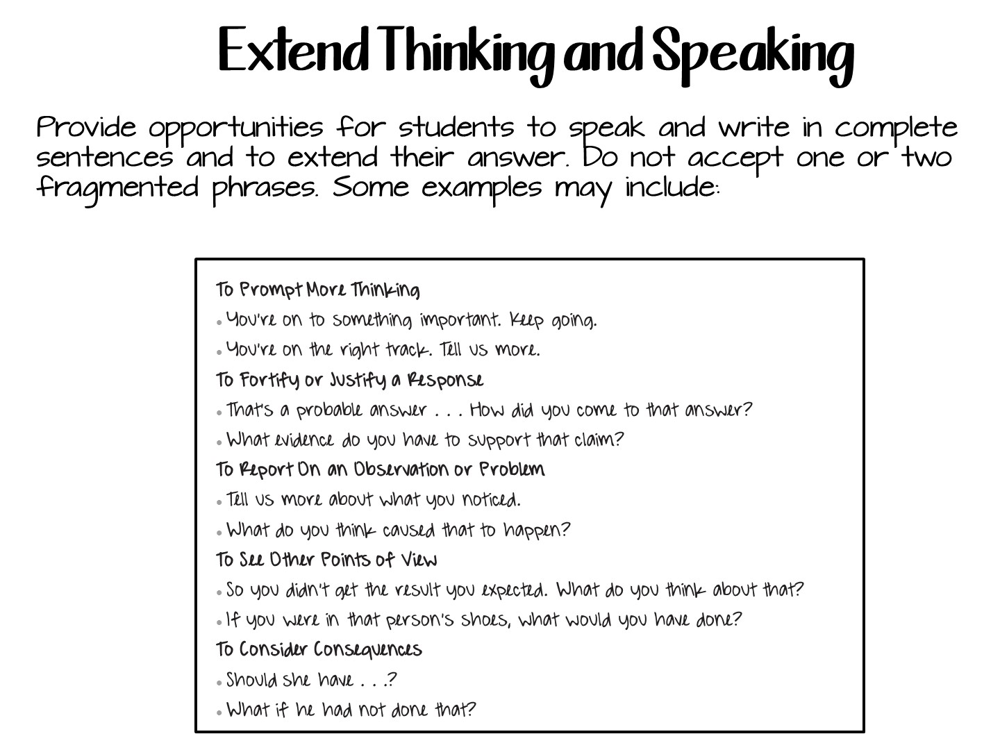 Extend Thinking and Speaking
Provide opportunities for students to speak and write in complete
sentences and to extend their answer. Do not accept one or two
fragmented phrases. Some examples may include:
To Prompt More Thinking
• You're on to something important. Keep going.
• You're on the right track. Tell us more.
To Fortify or Justify a Response
• That's a probable answer . . . How did you come to that answer?
• What evidence do you have to support that claim?
To Report On an Observation or Problem
• Tell us more about what you noticed.
• What do you think caused that to happen?
To See Other Points of View
• So you didn't get the result you expected. What do you think about that?
• If you were in that person's shoes, what would you have done?
To Consider Consequences
• Should she have . . .?
• What if he had not done that?